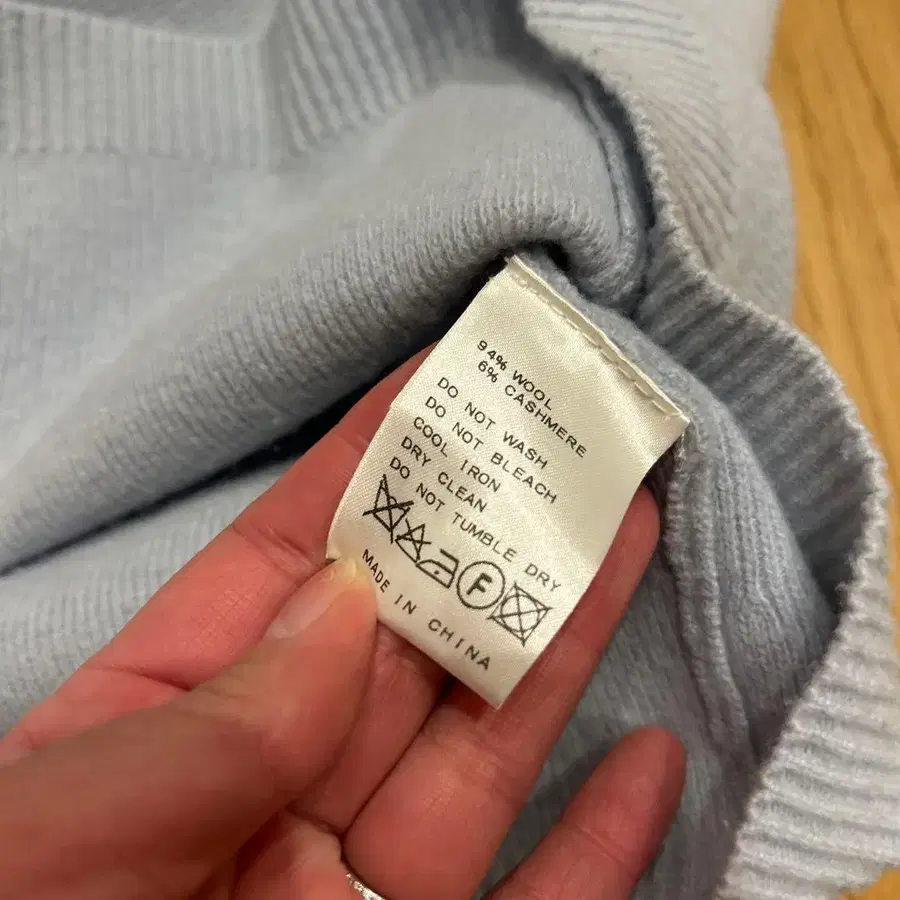 94% WOOL
6% CASHMERE
DO NOT WASH
DO NOT BLEACH
COOL IRON
DRY CLEAN
DO NOT TUMBLE DRY
F
MADE IN CHINA